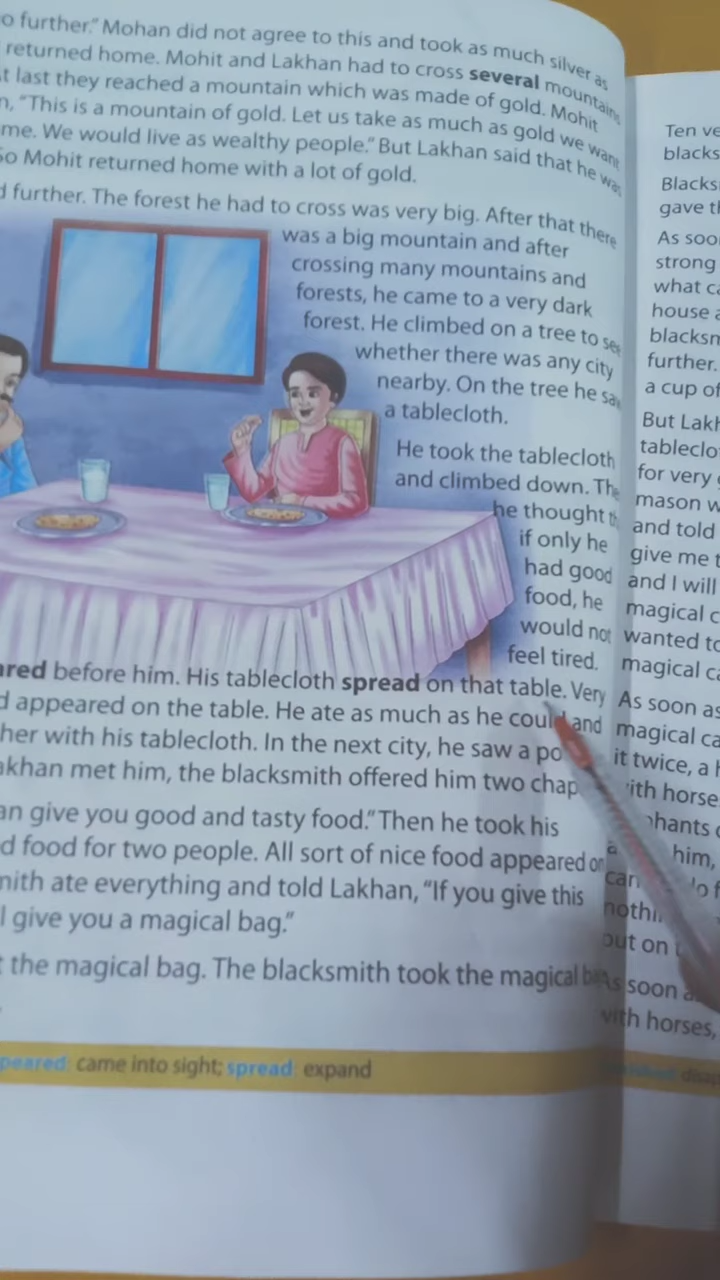 o further." Mohan did not agree to this and took as much silver as
returned home. Mohit and Lakhan had to cross several mountains
t last they reached a mountain which was made of gold. Mohit
n, "This is a mountain of gold. Let us take as much as gold we want
me. We would live as wealthy people." But Lakhan said that he was
So Mohit returned home with a lot of gold.
d further. The forest he had to cross was very big. After that there
was a big mountain and after
crossing many mountains and
forests, he came to a very dark
forest. He climbed on a tree to see
whether there was any city
nearby. On the tree he saw
a tablecloth.
He took the tablecloth
and climbed down. The
he thought th
if only he
had good
food, he
would not
feel tired.
ared before him. His tablecloth spread on that table. Very
d appeared on the table. He ate as much as he could and
her with his tablecloth. In the next city, he saw a po
akhan met him, the blacksmith offered him two chap
an give you good and tasty food." Then he took his
d food for two people. All sort of nice food appeared on
mith ate everything and told Lakhan, "If you give this
l give you a magical bag."
t the magical bag. The blacksmith took the magical ba
peared: came into sight; spread: expand
Ten ve
blacks
Blacks
gave th
As soon
strong
what ca
house a
blacksm
further.
a cup of
But Lakh
tableclo
for very
mason w
and told
give me t
and I will
magical c
wanted to
magical ca
As soon as
magical ca
it twice, a h
ith horse
phants
him,
can do f
nothi
out on
As soon a
with horses,